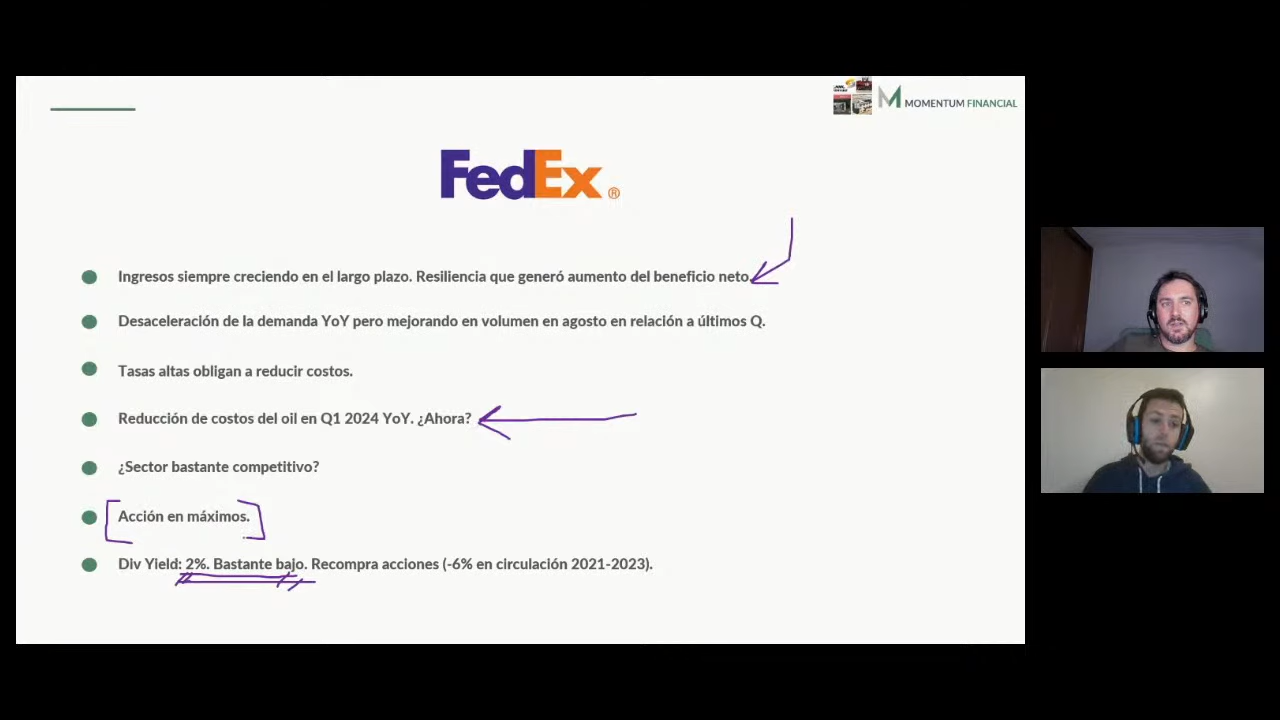 MOMENTUM FINANCIAL
FedEx®
Ingresos siempre creciendo en el largo plazo. Resiliencia que generó aumento del beneficio neto.
Desaceleración de la demanda YoY pero mejorando en volumen en agosto en relación a últimos Q.
Tasas altas obligan a reducir costos.
Reducción de costos del oil en Q1 2024 YoY. ¿Ahora?
¿Sector bastante competitivo?
Acción en máximos.
Div Yield: 2%. Bastante bajo. Recompra acciones (-6% en circulación 2021-2023).